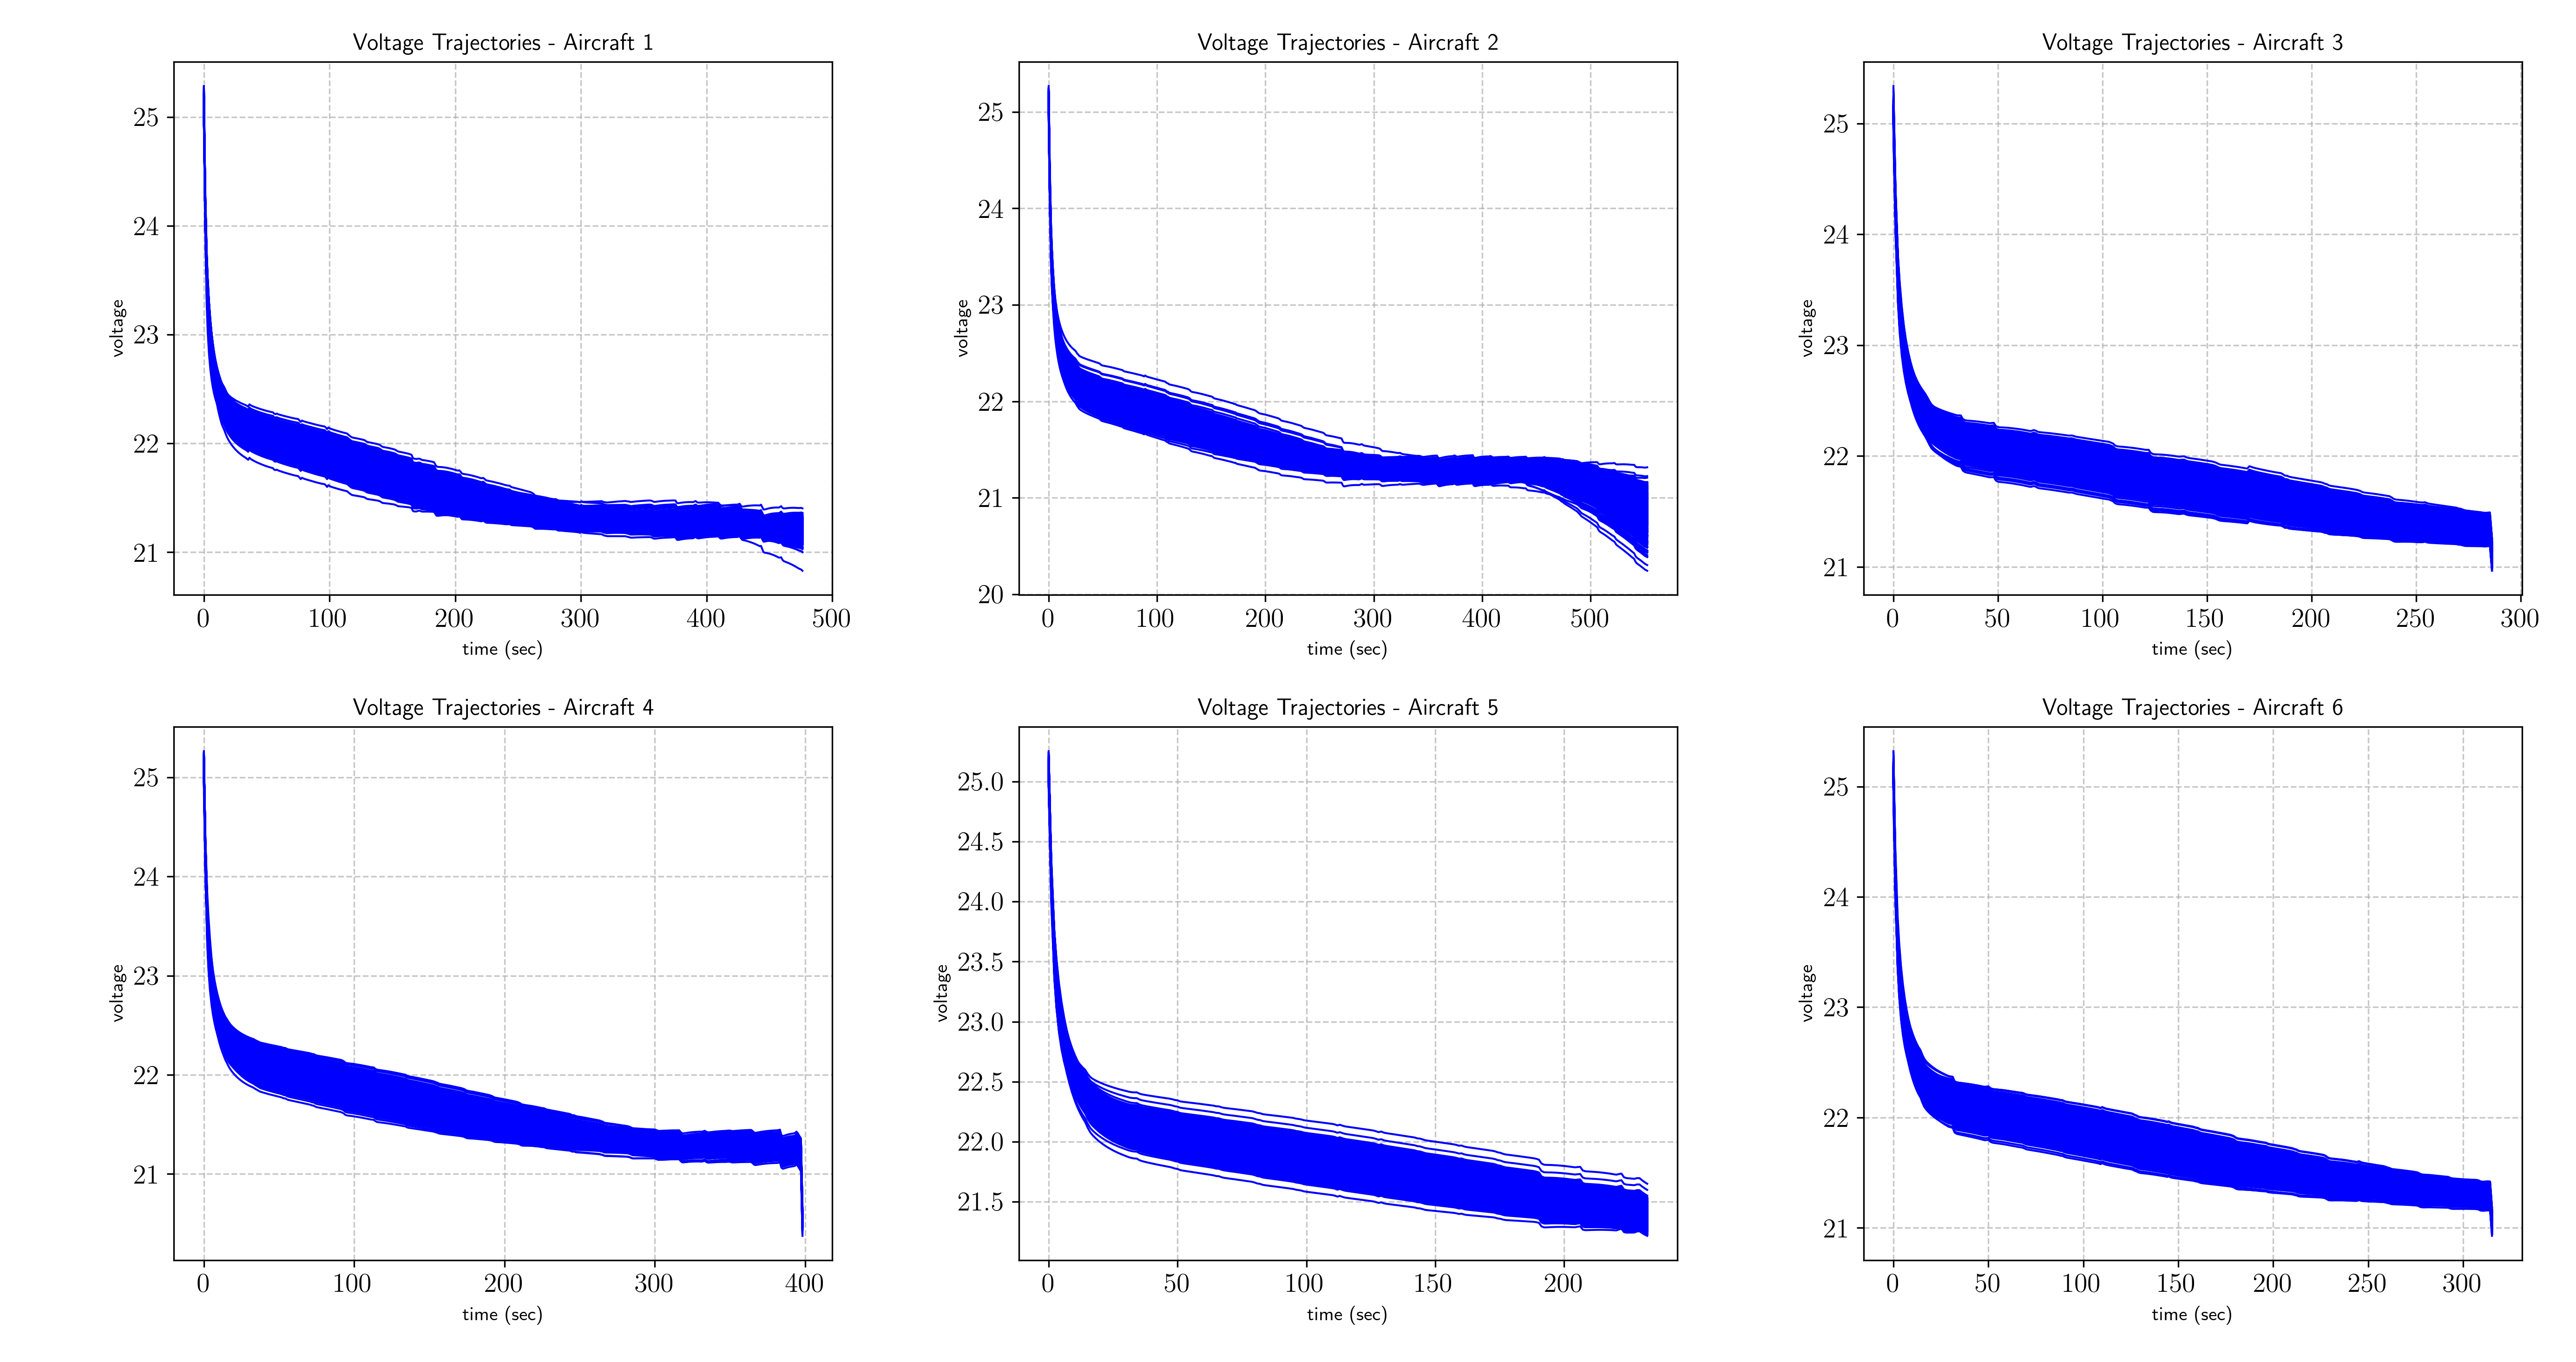 Voltage Trajectories - Aircraft 1
25
24
23
22
21
voltage
0 100 200 300 400 500
time (sec)
Voltage Trajectories - Aircraft 2
25
24
23
22
21
20
voltage
0 100 200 300 400 500
time (sec)
Voltage Trajectories - Aircraft 3
25
24
23
22
21
voltage
0 50 100 150 200 250 300
time (sec)
Voltage Trajectories - Aircraft 4
25
24
23
22
21
voltage
0 100 200 300 400
time (sec)
Voltage Trajectories - Aircraft 5
25.0
24.5
24.0
23.5
23.0
22.5
22.0
21.5
voltage
0 50 100 150 200
time (sec)
Voltage Trajectories - Aircraft 6
25
24
23
22
21
voltage
0 50 100 150 200 250 300
time (sec)